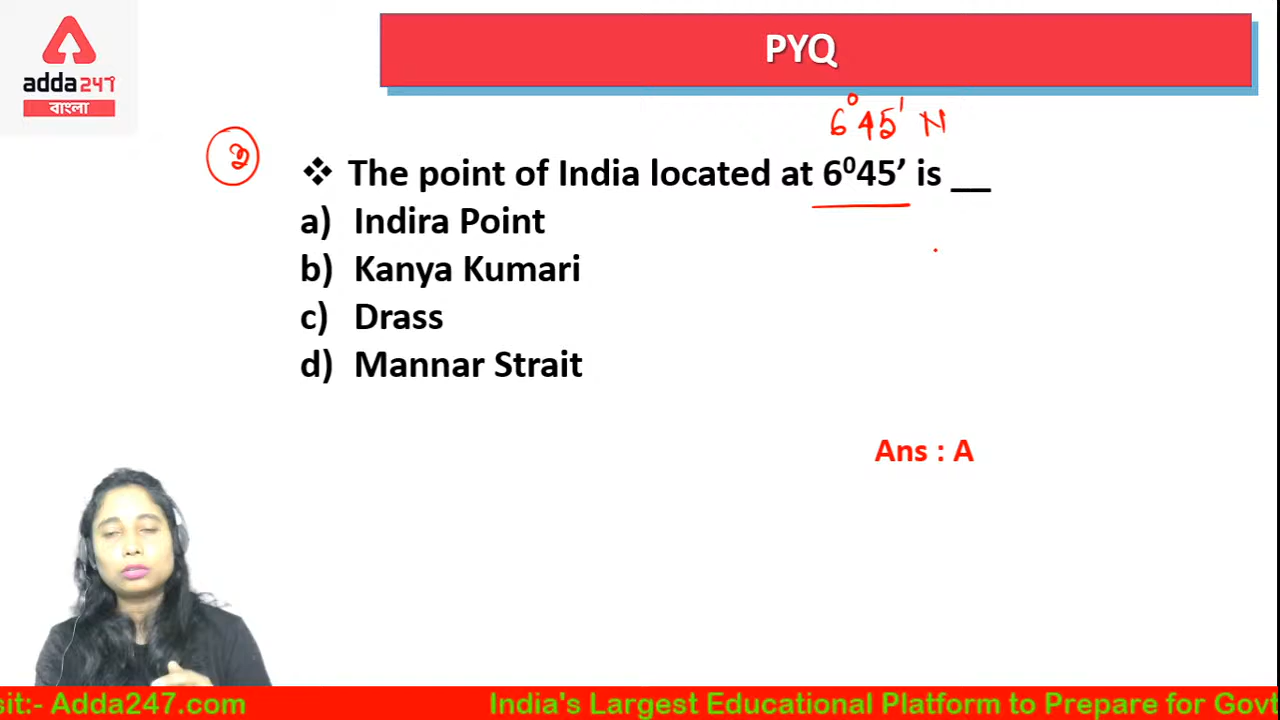 adda247
বাংলা
PYQ
6°45' N
২
❖ The point of India located at 6⁰45’ is __
a) Indira Point
b) Kanya Kumari
c) Drass
d) Mannar Strait
Ans : A
sit:- Adda247.com India's Largest Educational Platform to Prepare for Govt